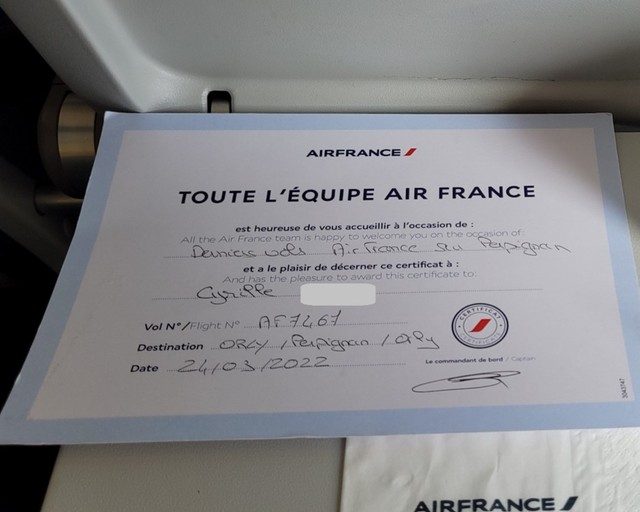 AIRFRANCE
TOUTE L'ÉQUIPE AIR FRANCE
est heureuse de vous accueillir à l'occasion de :
All the Air France team is happy to welcome you on the occasion of:
Derniers vols Air France sur Perpignan
et a le plaisir de décerner ce certificat à :
And has the pleasure to award this certificate to:
Cyrille
Vol N°/Flight N° AF7467
Destination ORLY / Perpignan / ORLY
Date 24/03/2022
CERTIFICAT
Le commandant de bord / Captain
AIRFRANCE